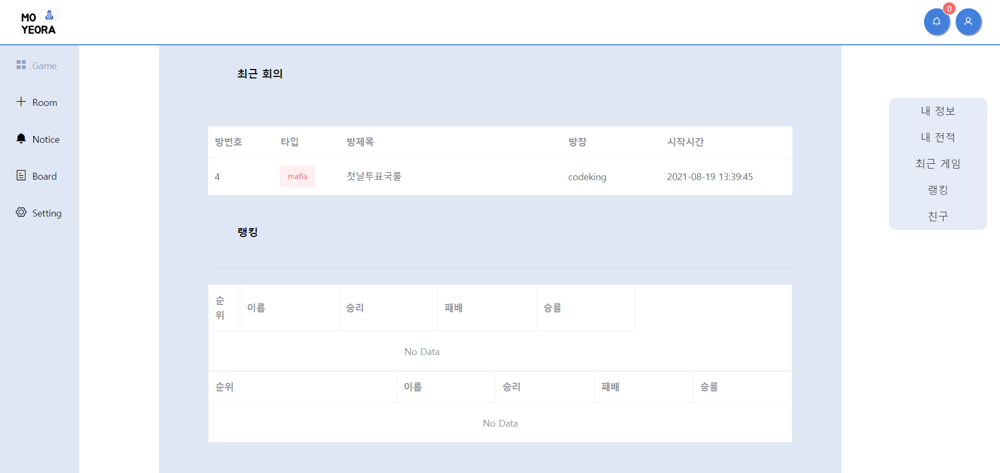 MO
YEORA
0
Game
Room
Notice
Board
Setting
최근 회의
방번호 타입 방제목 방장 시작시간
4 mafia 첫날투표국룰 codeking 2021-08-19 13:39:45
랭킹
순위 이름 승리 패배 승률
No Data
순위 이름 승리 패배 승률
No Data
내 정보
내 전적
최근 게임
랭킹
친구